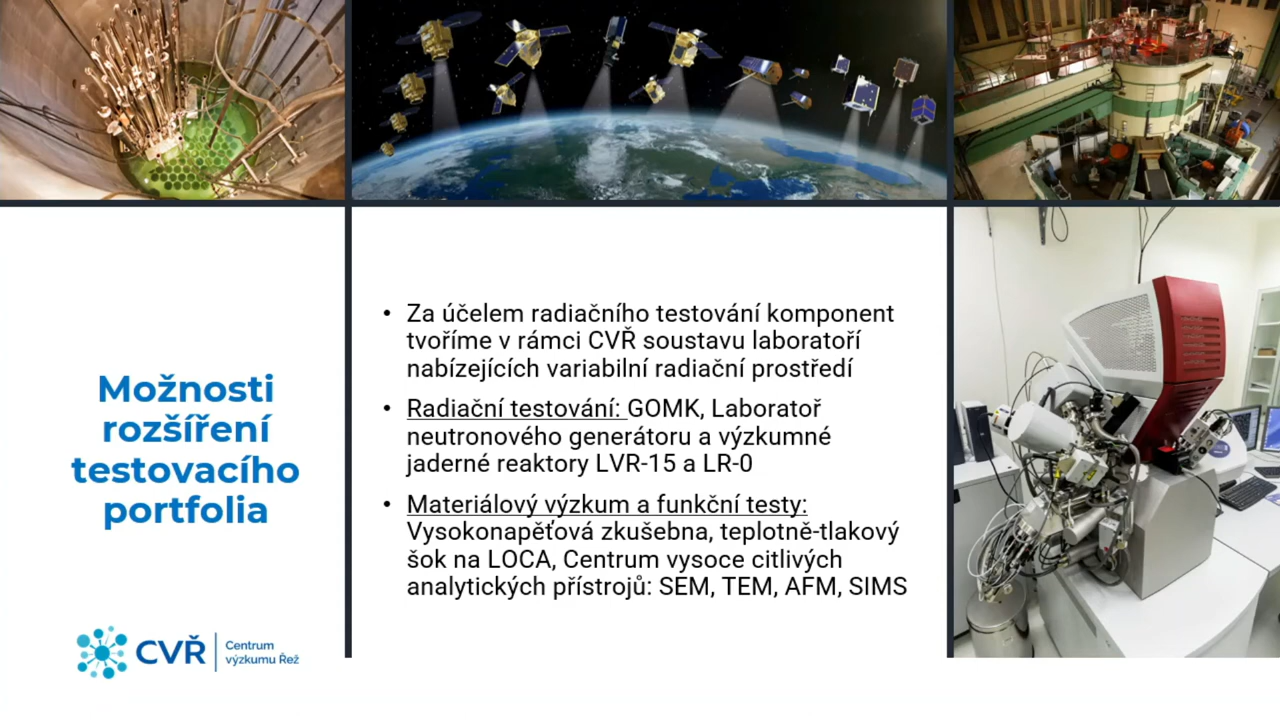 Možnosti
rozšíření
testovacího
portfolia
• Za účelem radiačního testování komponent
tvoříme v rámci CVŘ soustavu laboratoří
nabízejících variabilní radiační prostředí
• Radiační testování: GOMK, Laboratoř
neutronového generátoru a výzkumné
jaderné reaktory LVR-15 a LR-0
• Materiálový výzkum a funkční testy:
Vysokonapěťová zkušebna, teplotně-tlakový
šok na LOCA, Centrum vysoce citlivých
analytických přístrojů: SEM, TEM, AFM, SIMS
CVŘ
Centrum
výzkumu Řež